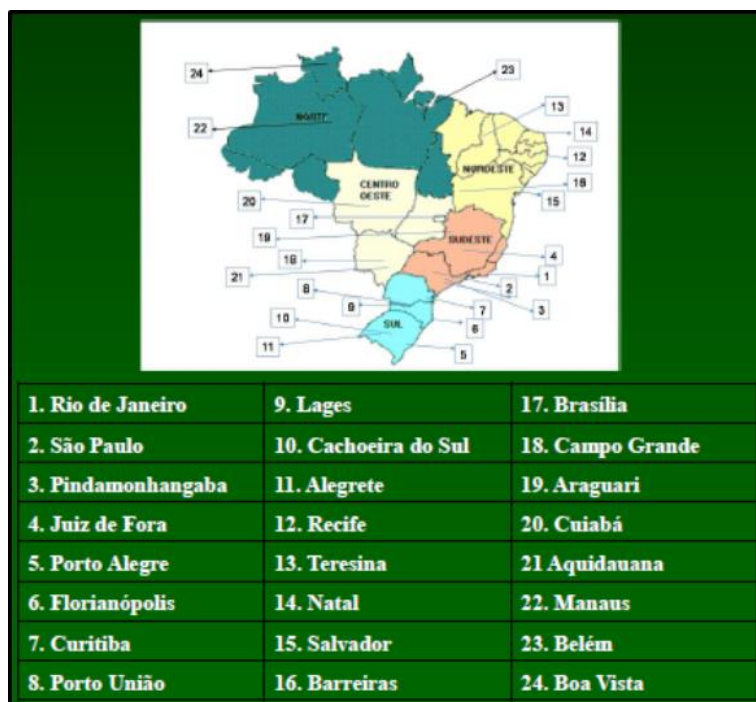 24
23
NORTE
13
22
14
12
NORDESTE
CENTRO
OESTE
16
20
15
17
19
SUDESTE
4
18
1
21
2
8
3
9
7
10
6
SUL
11
5
1. Rio de Janeiro 9. Lages 17. Brasília
2. São Paulo 10. Cachoeira do Sul 18. Campo Grande
3. Pindamonhangaba 11. Alegrete 19. Araguari
4. Juiz de Fora 12. Recife 20. Cuiabá
5. Porto Alegre 13. Teresina 21 Aquidauana
6. Florianópolis 14. Natal 22. Manaus
7. Curitiba 15. Salvador 23. Belém
8. Porto União 16. Barreiras 24. Boa Vista